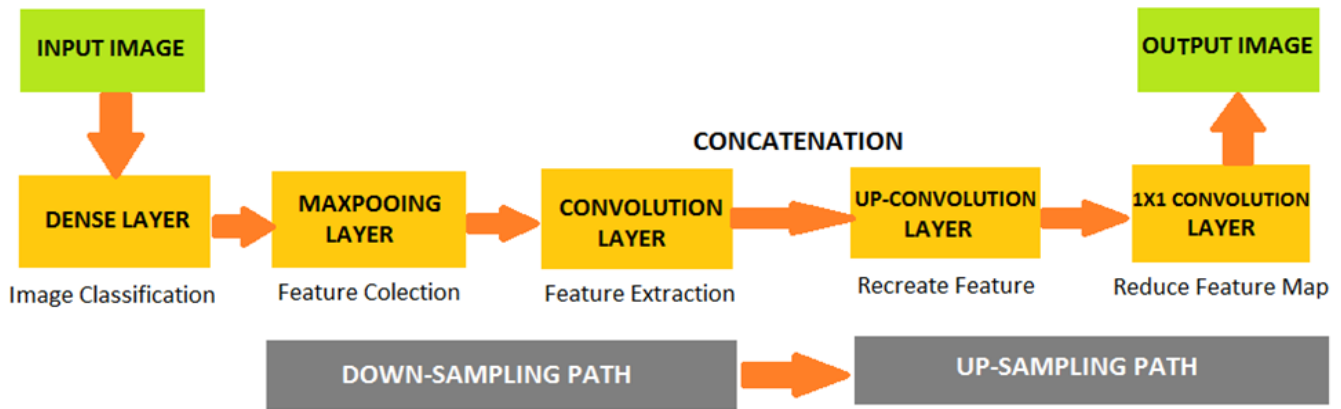 INPUT IMAGE
OUTPUT IMAGE
CONCATENATION
DENSE LAYER
MAXPOOING
LAYER
CONVOLUTION
LAYER
UP-CONVOLUTION
LAYER
1X1 CONVOLUTION
LAYER
Image Classification
Feature Colection
Feature Extraction
Recreate Feature
Reduce Feature Map
DOWN-SAMPLING PATH
UP-SAMPLING PATH